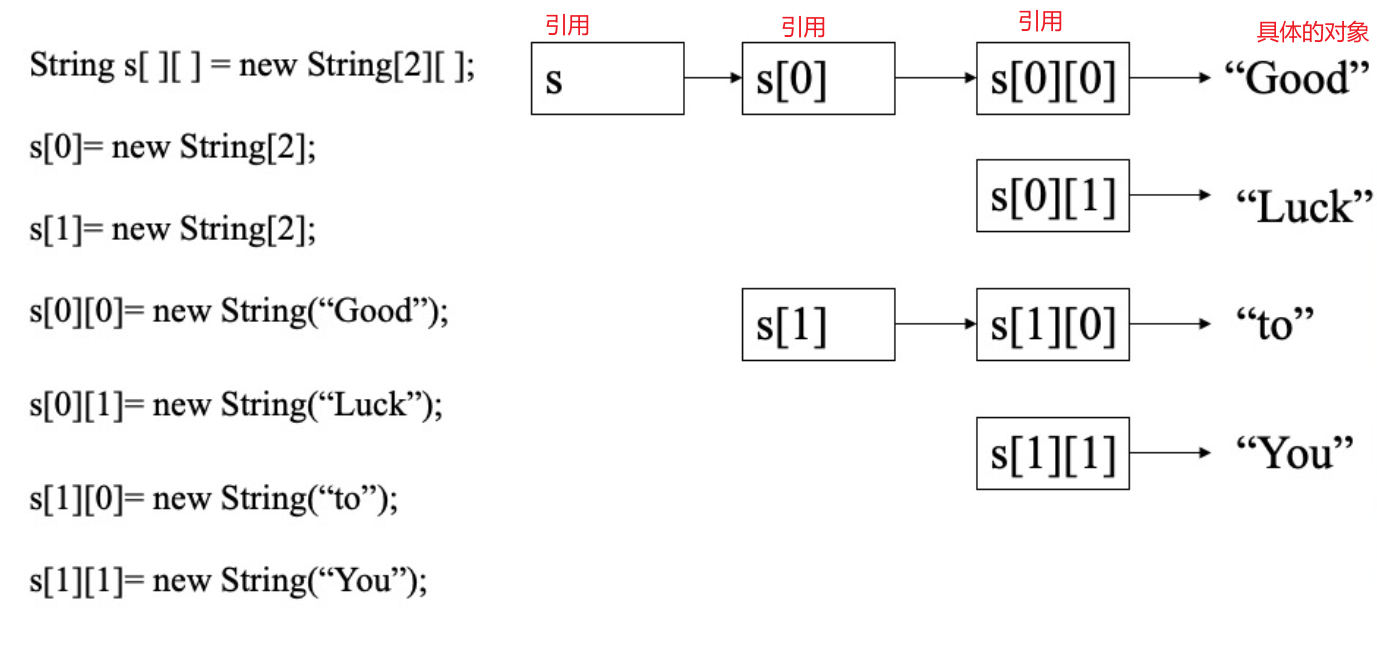 String s[ ][ ] = new String[2][ ];
s[0]= new String[2];
s[1]= new String[2];
s[0][0]= new String(“Good”);
s[0][1]= new String(“Luck”);
s[1][0]= new String(“to”);
s[1][1]= new String(“You”);
引用 引用 引用 具体的对象
s s[0] s[0][0] “Good”
s[0][1] “Luck”
s[1] s[1][0] “to”
s[1][1] “You”